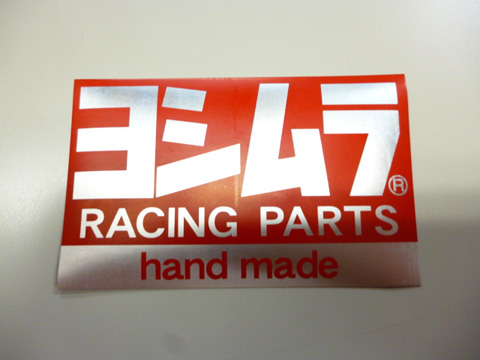 ヨシムラ®
RACING PARTS
hand made